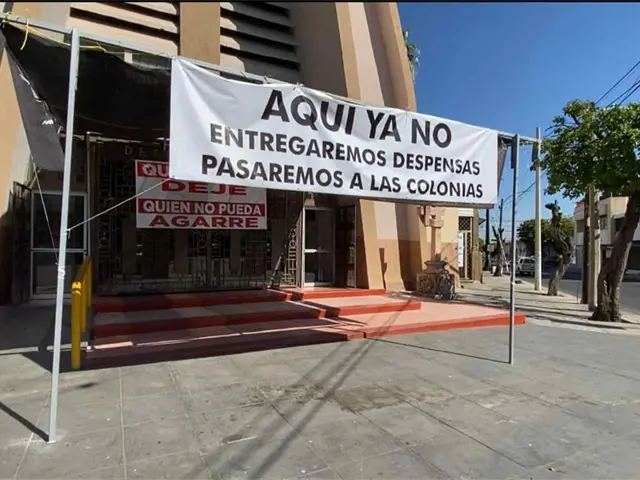 AQUI YA NO
ENTREGAREMOS DESPENSAS
PASAREMOS A LAS COLONIAS
DEJE
QUIEN NO PUEDA
AGARRE